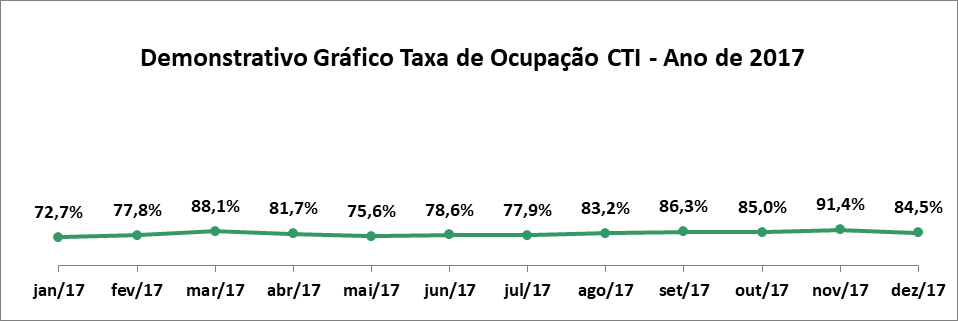 Demonstrativo Gráfico Taxa de Ocupação CTI - Ano de 2017
72,7% 77,8% 88,1% 81,7% 75,6% 78,6% 77,9% 83,2% 86,3% 85,0% 91,4% 84,5%
jan/17 fev/17 mar/17 abr/17 mai/17 jun/17 jul/17 ago/17 set/17 out/17 nov/17 dez/17